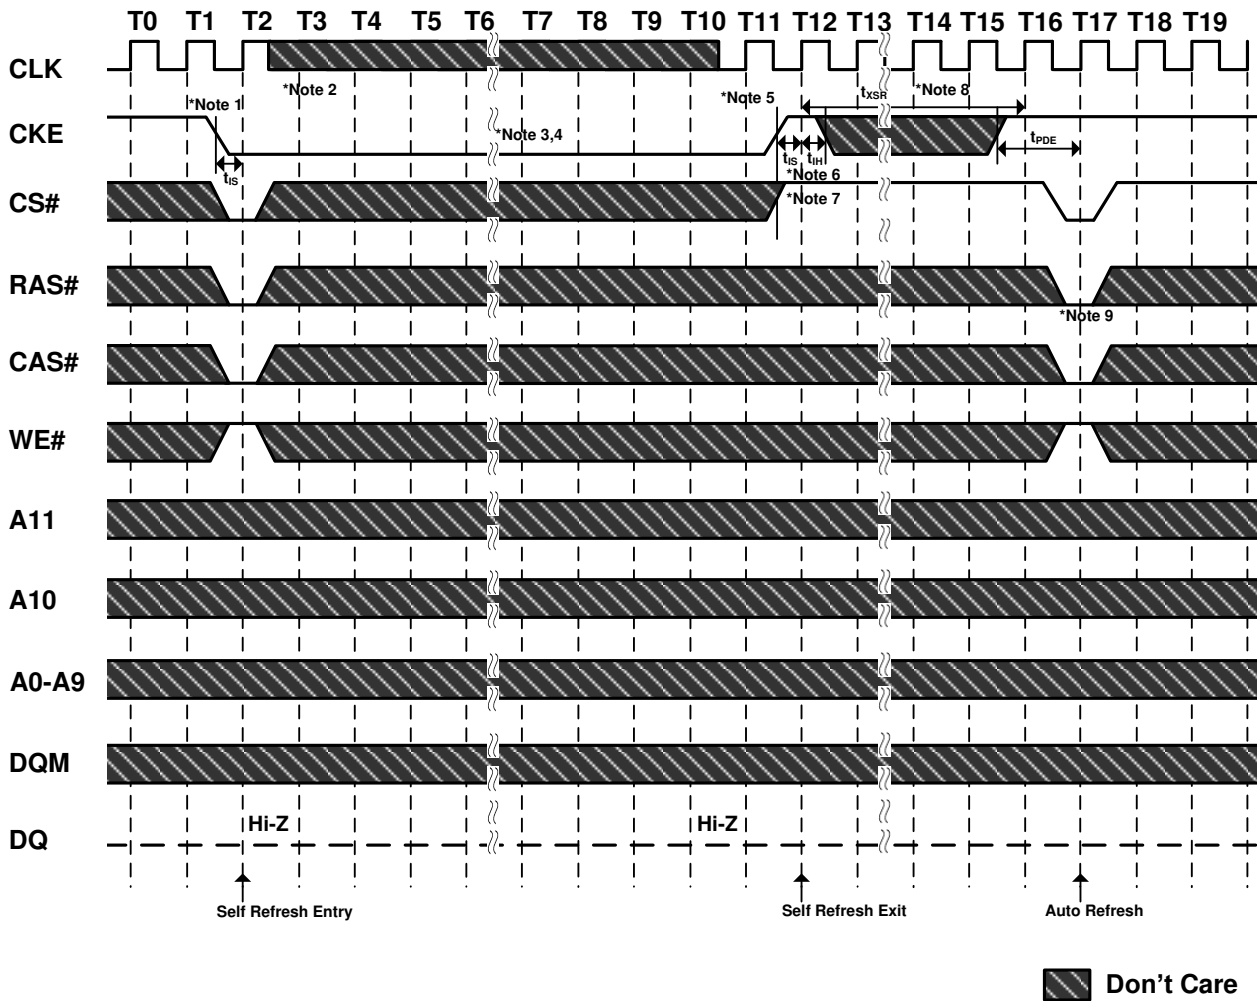 T0 T1 T2 T3 T4 T5 T6 T7 T8 T9 T10 T11 T12 T13 T14 T15 T16 T17 T18 T19
CLK
*Note 2
*Note 1
*Note 5
tXSR
*Note 8
CKE
*Note 3,4
tIS
tIS
tIH
tPDE
*Note 6
CS#
*Note 7
RAS#
*Note 9
CAS#
WE#
A11
A10
A0-A9
DQM
Hi-Z
Hi-Z
DQ
Self Refresh Entry
Self Refresh Exit
Auto Refresh
Don't Care